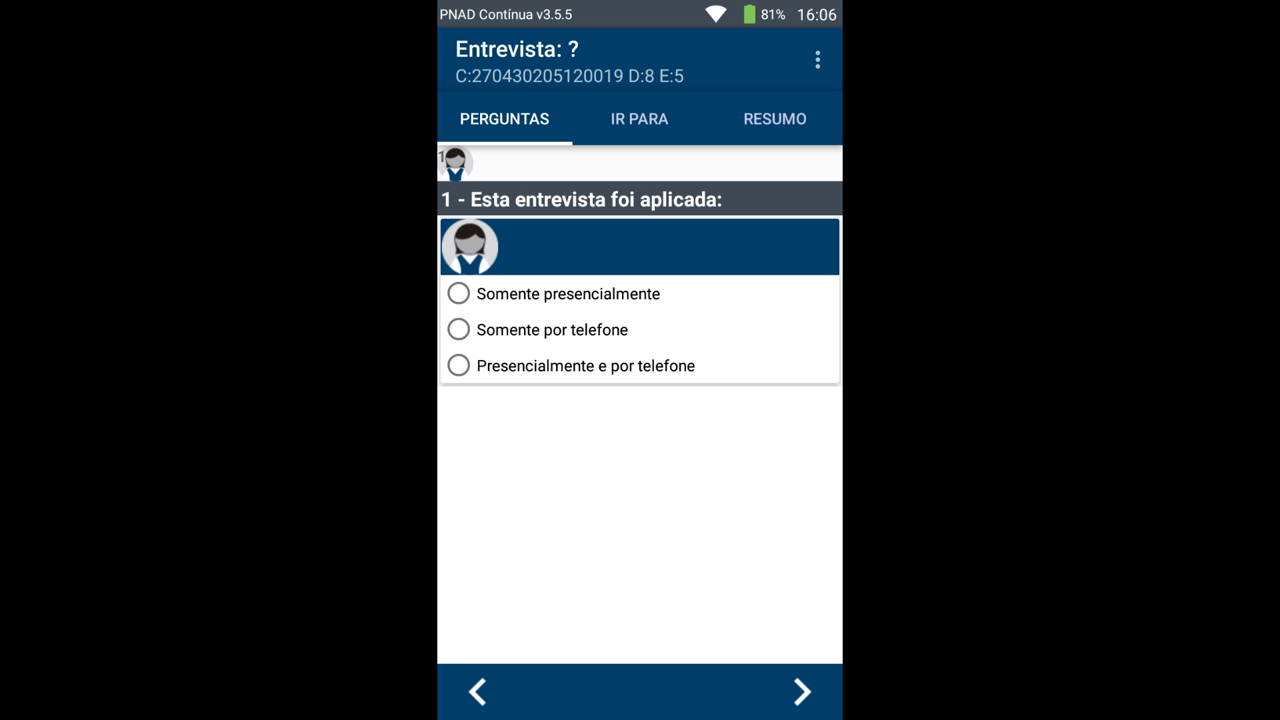 PNAD Contínua v3.5.5 81% 16:06
Entrevista: ?
C:270430205120019 D:8 E:5
PERGUNTAS IR PARA RESUMO
1
1 - Esta entrevista foi aplicada:
Somente presencialmente
Somente por telefone
Presencialmente e por telefone